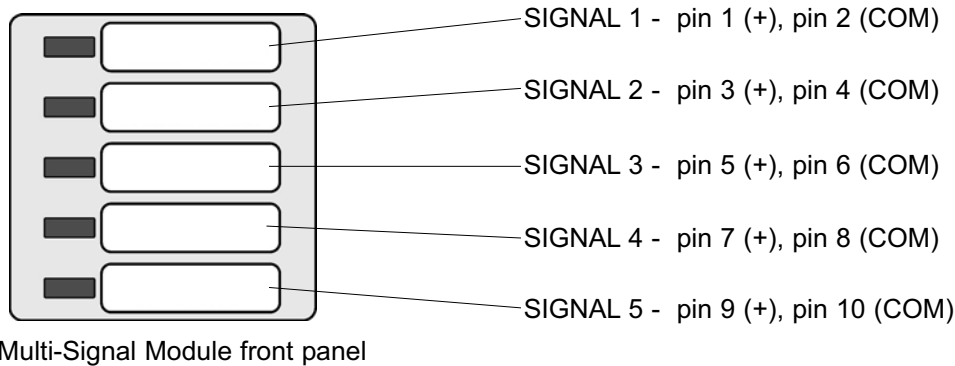 SIGNAL 1 - pin 1 (+), pin 2 (COM)
SIGNAL 2 - pin 3 (+), pin 4 (COM)
SIGNAL 3 - pin 5 (+), pin 6 (COM)
SIGNAL 4 - pin 7 (+), pin 8 (COM)
SIGNAL 5 - pin 9 (+), pin 10 (COM)
Multi-Signal Module front panel